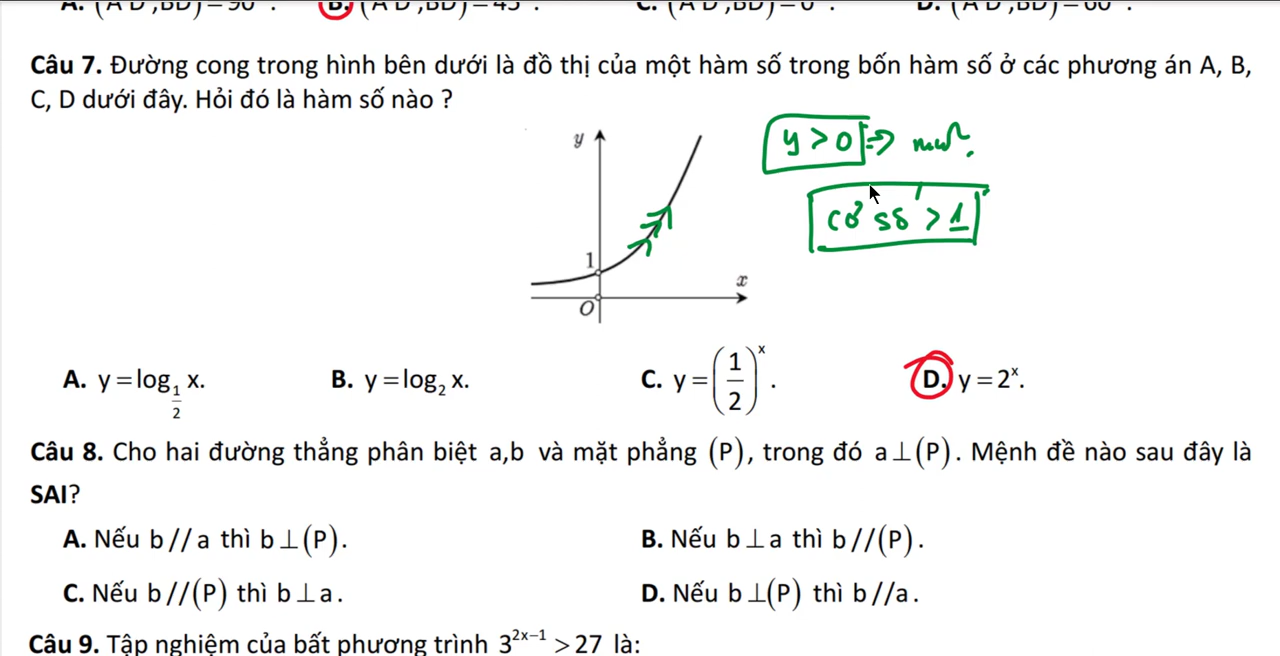 Câu 7. Đường cong trong hình bên dưới là đồ thị của một hàm số trong bốn hàm số ở các phương án A, B,
C, D dưới đây. Hỏi đó là hàm số nào ?
y
y > 0 ⇒
cơ số > 1
1
x
O
A. y = log_{1/2} x. B. y = log₂ x. C. y = (1/2)^x. D. y = 2^x.
Câu 8. Cho hai đường thẳng phân biệt a,b và mặt phẳng (P), trong đó a⊥(P). Mệnh đề nào sau đây là
SAI?
A. Nếu b//a thì b⊥(P). B. Nếu b⊥a thì b//(P).
C. Nếu b//(P) thì b⊥a. D. Nếu b⊥(P) thì b//a.
Câu 9. Tập nghiệm của bất phương trình 3^{2x−1} > 27 là: